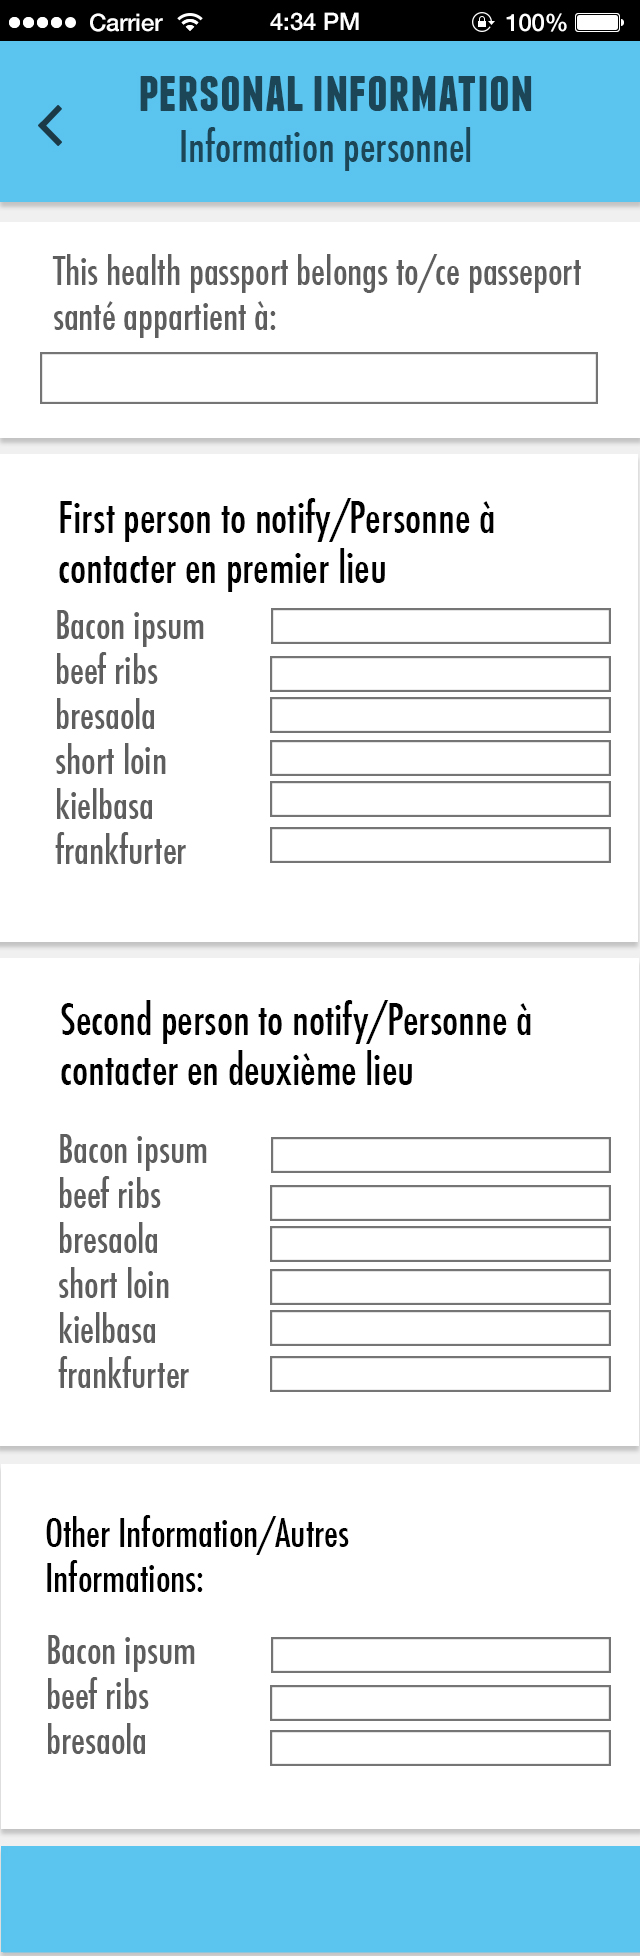 Carrier 4:34 PM 100%
PERSONAL INFORMATION
Information personnel
This health passport belongs to/ce passeport
santé appartient à:
First person to notify/Personne à
contacter en premier lieu
Bacon ipsum
beef ribs
bresaola
short loin
kielbasa
frankfurter
Second person to notify/Personne à
contacter en deuxième lieu
Bacon ipsum
beef ribs
bresaola
short loin
kielbasa
frankfurter
Other Information/Autres
Informations:
Bacon ipsum
beef ribs
bresaola